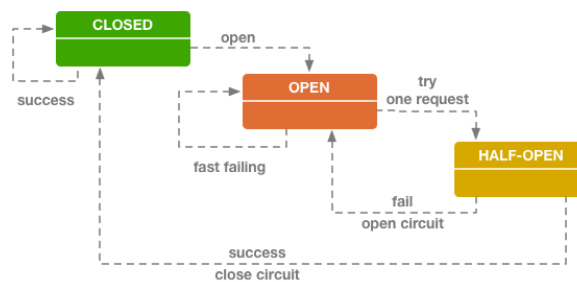 CLOSED
open
success
OPEN
try
one request
fast failing
HALF-OPEN
fail
open circuit
success
close circuit